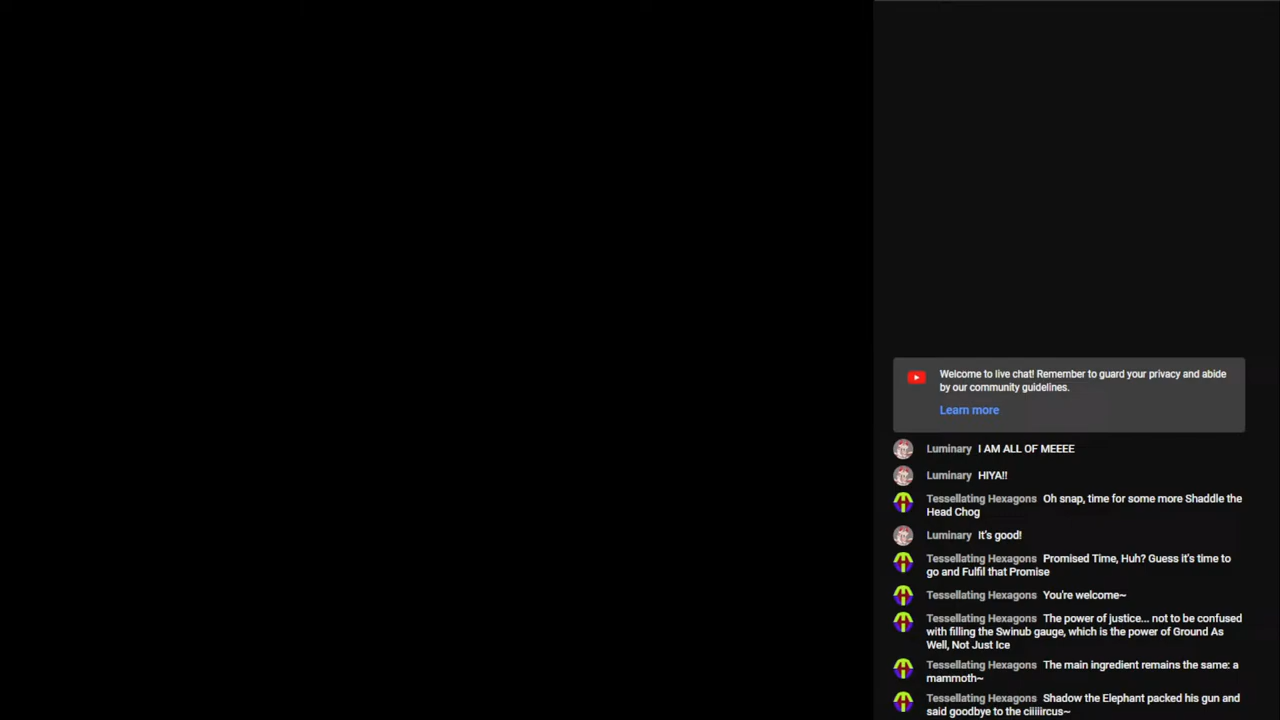 Welcome to live chat! Remember to guard your privacy and abide
by our community guidelines.
Learn more
Luminary I AM ALL OF MEEEE
Luminary HIYA!!
Tessellating Hexagons Oh snap, time for some more Shaddle the
Head Chog
Luminary It's good!
Tessellating Hexagons Promised Time, Huh? Guess it's time to
go and Fulfil that Promise
Tessellating Hexagons You're welcome~
Tessellating Hexagons The power of justice... not to be confused
with filling the Swinub gauge, which is the power of Ground As
Well, Not Just Ice
Tessellating Hexagons The main ingredient remains the same: a
mammoth~
Tessellating Hexagons Shadow the Elephant packed his gun and
said goodbye to the ciiiiircus~